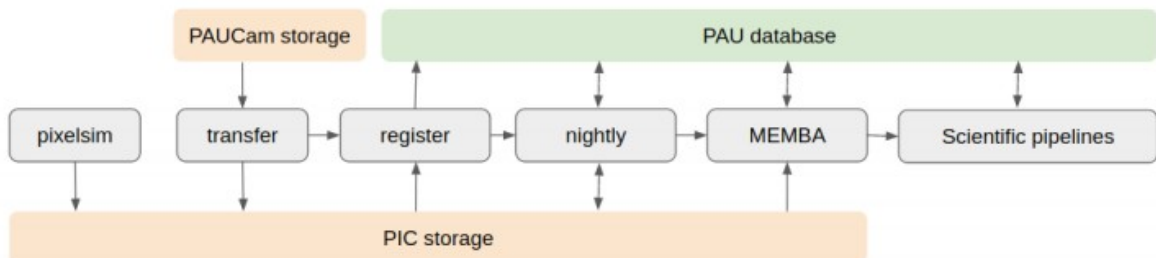 PAUCam storage
PAU database
pixelsim
transfer
register
nightly
MEMBA
Scientific pipelines
PIC storage